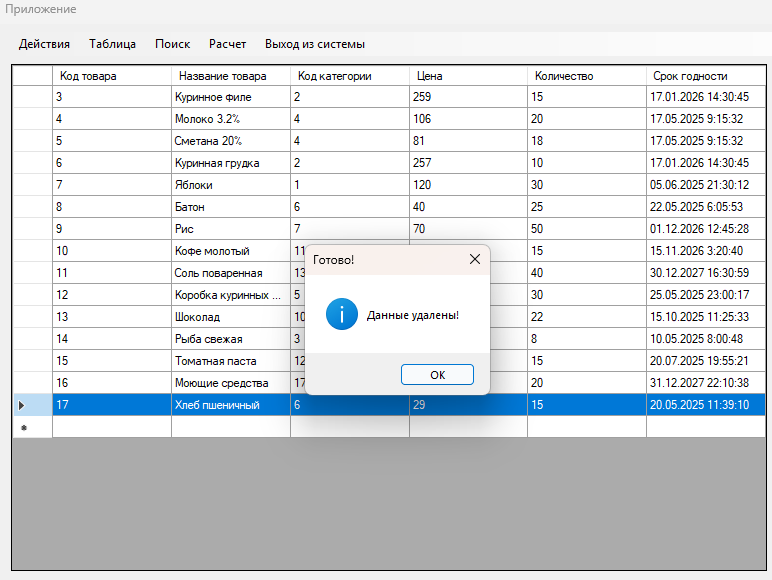 Приложение
Действия Таблица Поиск Расчет Выход из системы
Код товара Название товара Код категории Цена Количество Срок годности
3 Куринное филе 2 259 15 17.01.2026 14:30:45
4 Молоко 3.2% 4 106 20 17.05.2025 9:15:32
5 Сметана 20% 4 81 18 17.05.2025 9:15:32
6 Куринная грудка 2 257 10 17.01.2026 14:30:45
7 Яблоки 1 120 30 05.06.2025 21:30:12
8 Батон 6 40 25 22.05.2025 6:05:53
9 Рис 7 70 50 01.12.2026 12:45:28
10 Кофе молотый 11 15 15.11.2026 3:20:40
11 Соль поваренная 13 40 30.12.2027 16:30:59
12 Коробка куринных ... 5 30 25.05.2025 23:00:17
13 Шоколад 10 22 15.10.2025 11:25:33
14 Рыба свежая 3 8 10.05.2025 8:00:48
15 Томатная паста 12 15 20.07.2025 19:55:21
16 Моющие средства 17 20 31.12.2027 22:10:38
17 Хлеб пшеничный 6 29 15 20.05.2025 11:39:10
Готово!
Данные удалены!
ОК